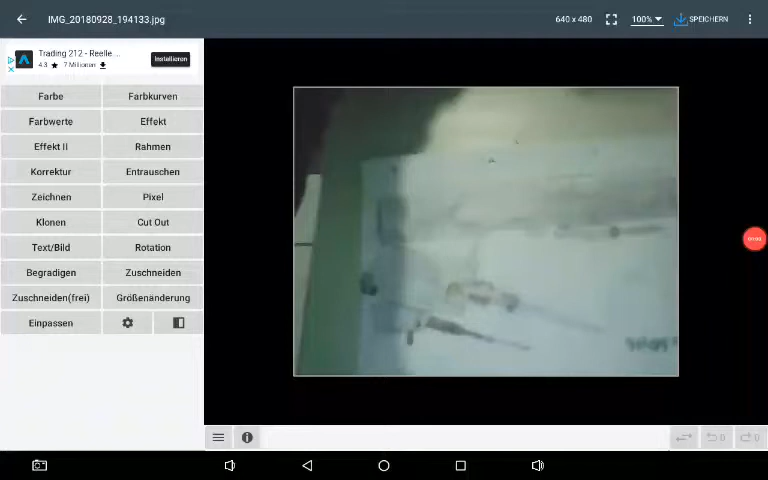 IMG_20180928_194133.jpg
640 x 480
100%
SPEICHERN
Trading 212 - Reelle ...
4.3 ★ 7 Millionen
Installieren
Farbe
Farbkurven
Farbwerte
Effekt
Effekt II
Rahmen
Korrektur
Entrauschen
Zeichnen
Pixel
Klonen
Cut Out
Text/Bild
Rotation
Begradigen
Zuschneiden
Zuschneiden(frei)
Größenänderung
Einpassen
0
0